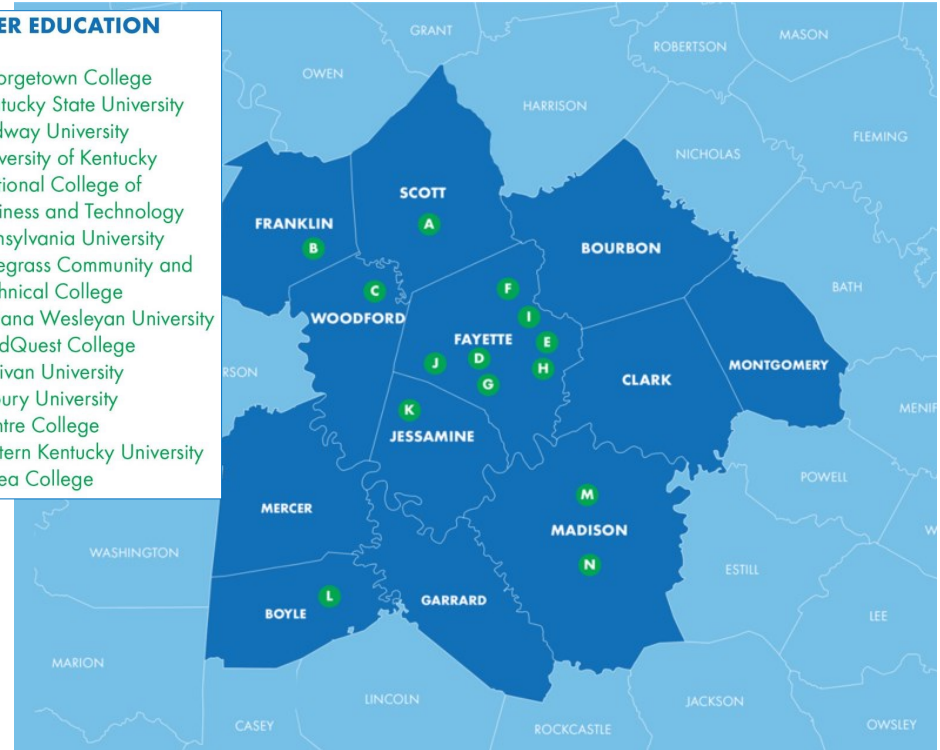 ER EDUCATION
orgetown College
tucky State University
dway University
versity of Kentucky
tional College of
iness and Technology
nsylvania University
egrass Community and
hnical College
ana Wesleyan University
dQuest College
livan University
bury University
ntre College
tern Kentucky University
ea College
GRANT
MASON
ROBERTSON
OWEN
HARRISON
FLEMING
NICHOLAS
SCOTT
FRANKLIN
A
B
BOURBON
C
F
BATH
WOODFORD
I
FAYETTE
E
J
D
H
MONTGOMERY
RSON
G
CLARK
K
MENIF
JESSAMINE
POWELL
M
MERCER
MADISON
W
WASHINGTON
N
ESTILL
L
GARRARD
BOYLE
LEE
MARION
LINCOLN
JACKSON
CASEY
ROCKCASTLE
OWSLEY